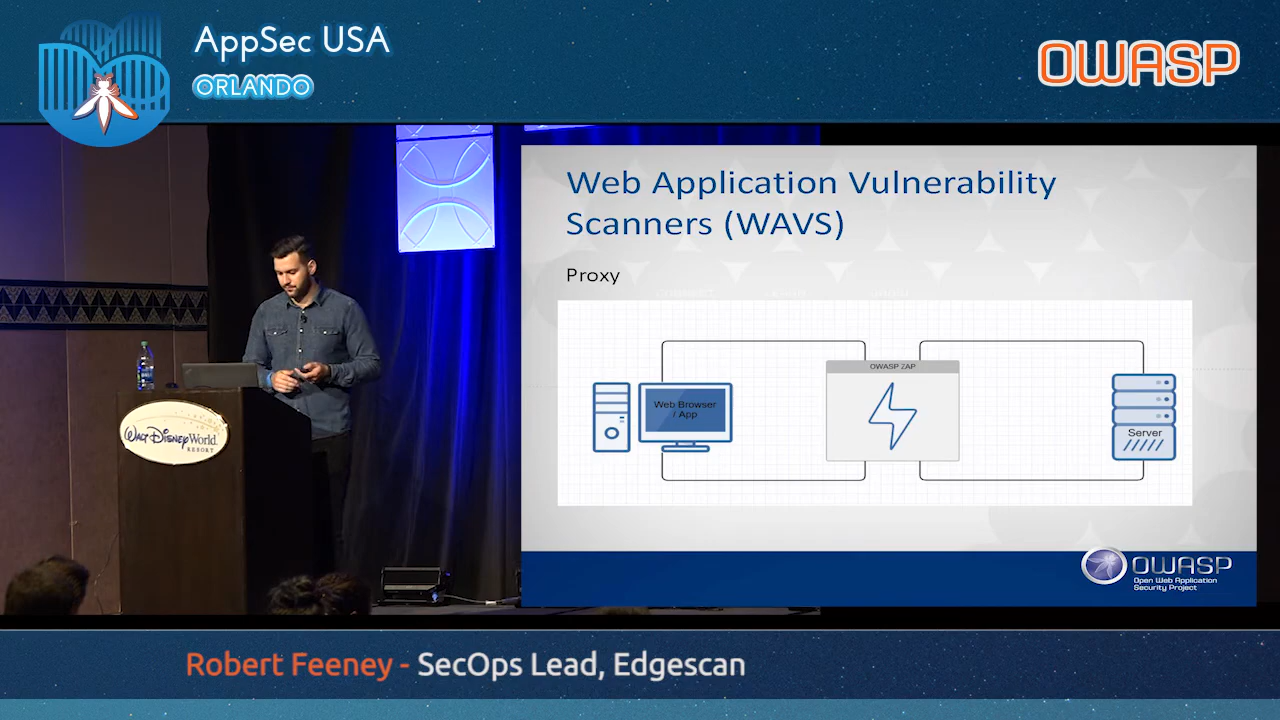 AppSec USA
ORLANDO
OWASP
Web Application Vulnerability
Scanners (WAVS)
Proxy
OWASP ZAP
Web Browser
/ App
Server
WALT DISNEY World.
RESORT
OWASP
Open Web Application
Security Project
Robert Feeney - SecOps Lead, Edgescan